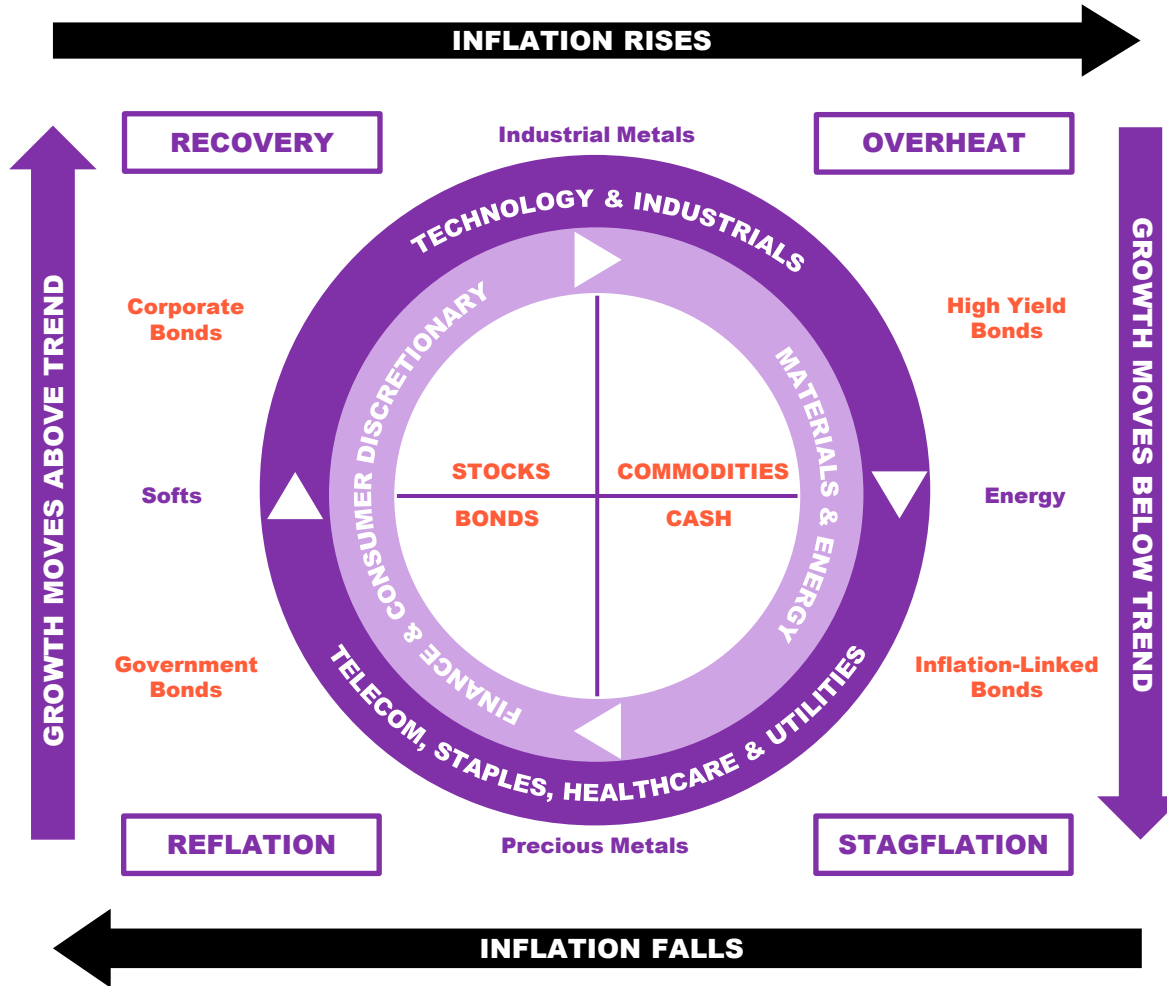 INFLATION RISES
RECOVERY
Industrial Metals
OVERHEAT
TECHNOLOGY & INDUSTRIALS
GROWTH MOVES ABOVE TREND
GROWTH MOVES BELOW TREND
Corporate
Bonds
FINANCE & CONSUMER DISCRETIONARY
MATERIALS & ENERGY
High Yield
Bonds
STOCKS
COMMODITIES
Softs
Energy
BONDS
CASH
Government
Bonds
Inflation-Linked
Bonds
TELECOM, STAPLES, HEALTHCARE & UTILITIES
REFLATION
Precious Metals
STAGFLATION
INFLATION FALLS